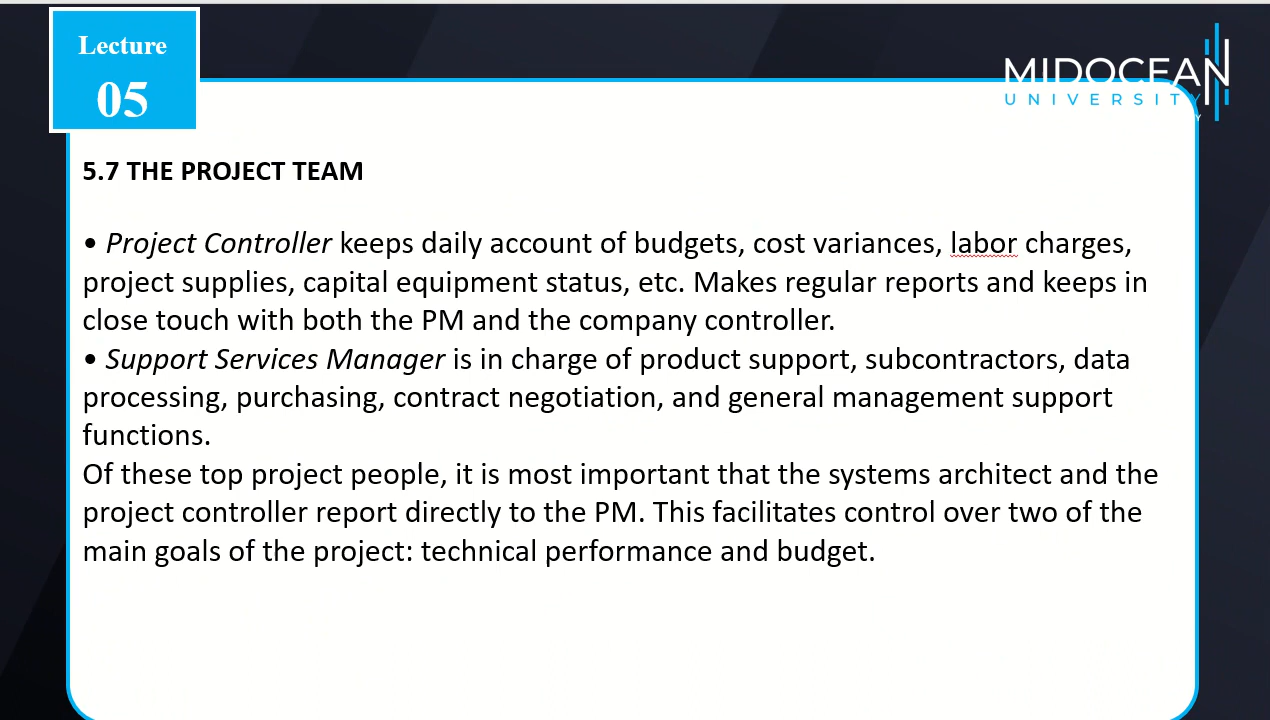 Lecture
05
MIDOCEAN
UNIVERSITY
5.7 THE PROJECT TEAM
• Project Controller keeps daily account of budgets, cost variances, labor charges,
project supplies, capital equipment status, etc. Makes regular reports and keeps in
close touch with both the PM and the company controller.
• Support Services Manager is in charge of product support, subcontractors, data
processing, purchasing, contract negotiation, and general management support
functions.
Of these top project people, it is most important that the systems architect and the
project controller report directly to the PM. This facilitates control over two of the
main goals of the project: technical performance and budget.